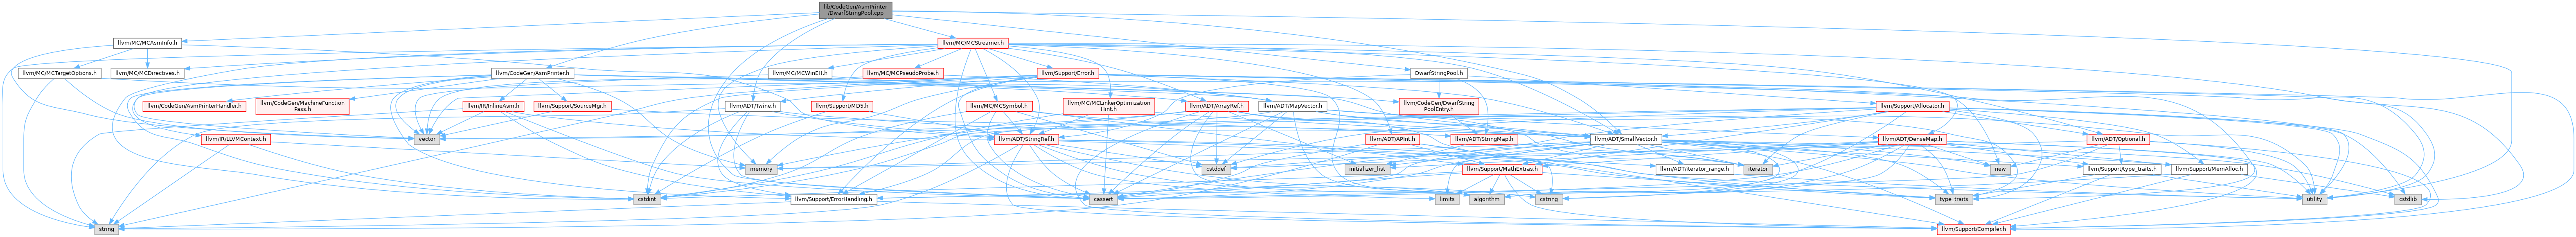 lib/CodeGen/AsmPrinter
/DwarfStringPool.cpp
llvm/MC/MCAsmInfo.h
llvm/MC/MCStreamer.h
llvm/MC/MCTargetOptions.h
llvm/MC/MCDirectives.h
llvm/CodeGen/AsmPrinter.h
llvm/MC/MCWinEH.h
llvm/MC/MCPseudoProbe.h
llvm/Support/Error.h
DwarfStringPool.h
llvm/CodeGen/AsmPrinterHandler.h
llvm/CodeGen/MachineFunction
Pass.h
llvm/IR/InlineAsm.h
llvm/Support/SourceMgr.h
llvm/ADT/Twine.h
llvm/Support/MD5.h
llvm/MC/MCSymbol.h
llvm/MC/MCLinkerOptimization
Hint.h
llvm/ADT/ArrayRef.h
llvm/ADT/MapVector.h
llvm/CodeGen/DwarfString
PoolEntry.h
llvm/Support/Allocator.h
llvm/IR/LLVMContext.h
vector
llvm/ADT/StringRef.h
llvm/ADT/APInt.h
llvm/ADT/StringMap.h
llvm/ADT/SmallVector.h
llvm/ADT/DenseMap.h
llvm/ADT/Optional.h
memory
cstddef
initializer_list
llvm/Support/MathExtras.h
llvm/ADT/iterator_range.h
iterator
new
llvm/Support/type_traits.h
llvm/Support/MemAlloc.h
cstdint
llvm/Support/ErrorHandling.h
cassert
limits
algorithm
cstring
type_traits
utility
cstdlib
string
llvm/Support/Compiler.h